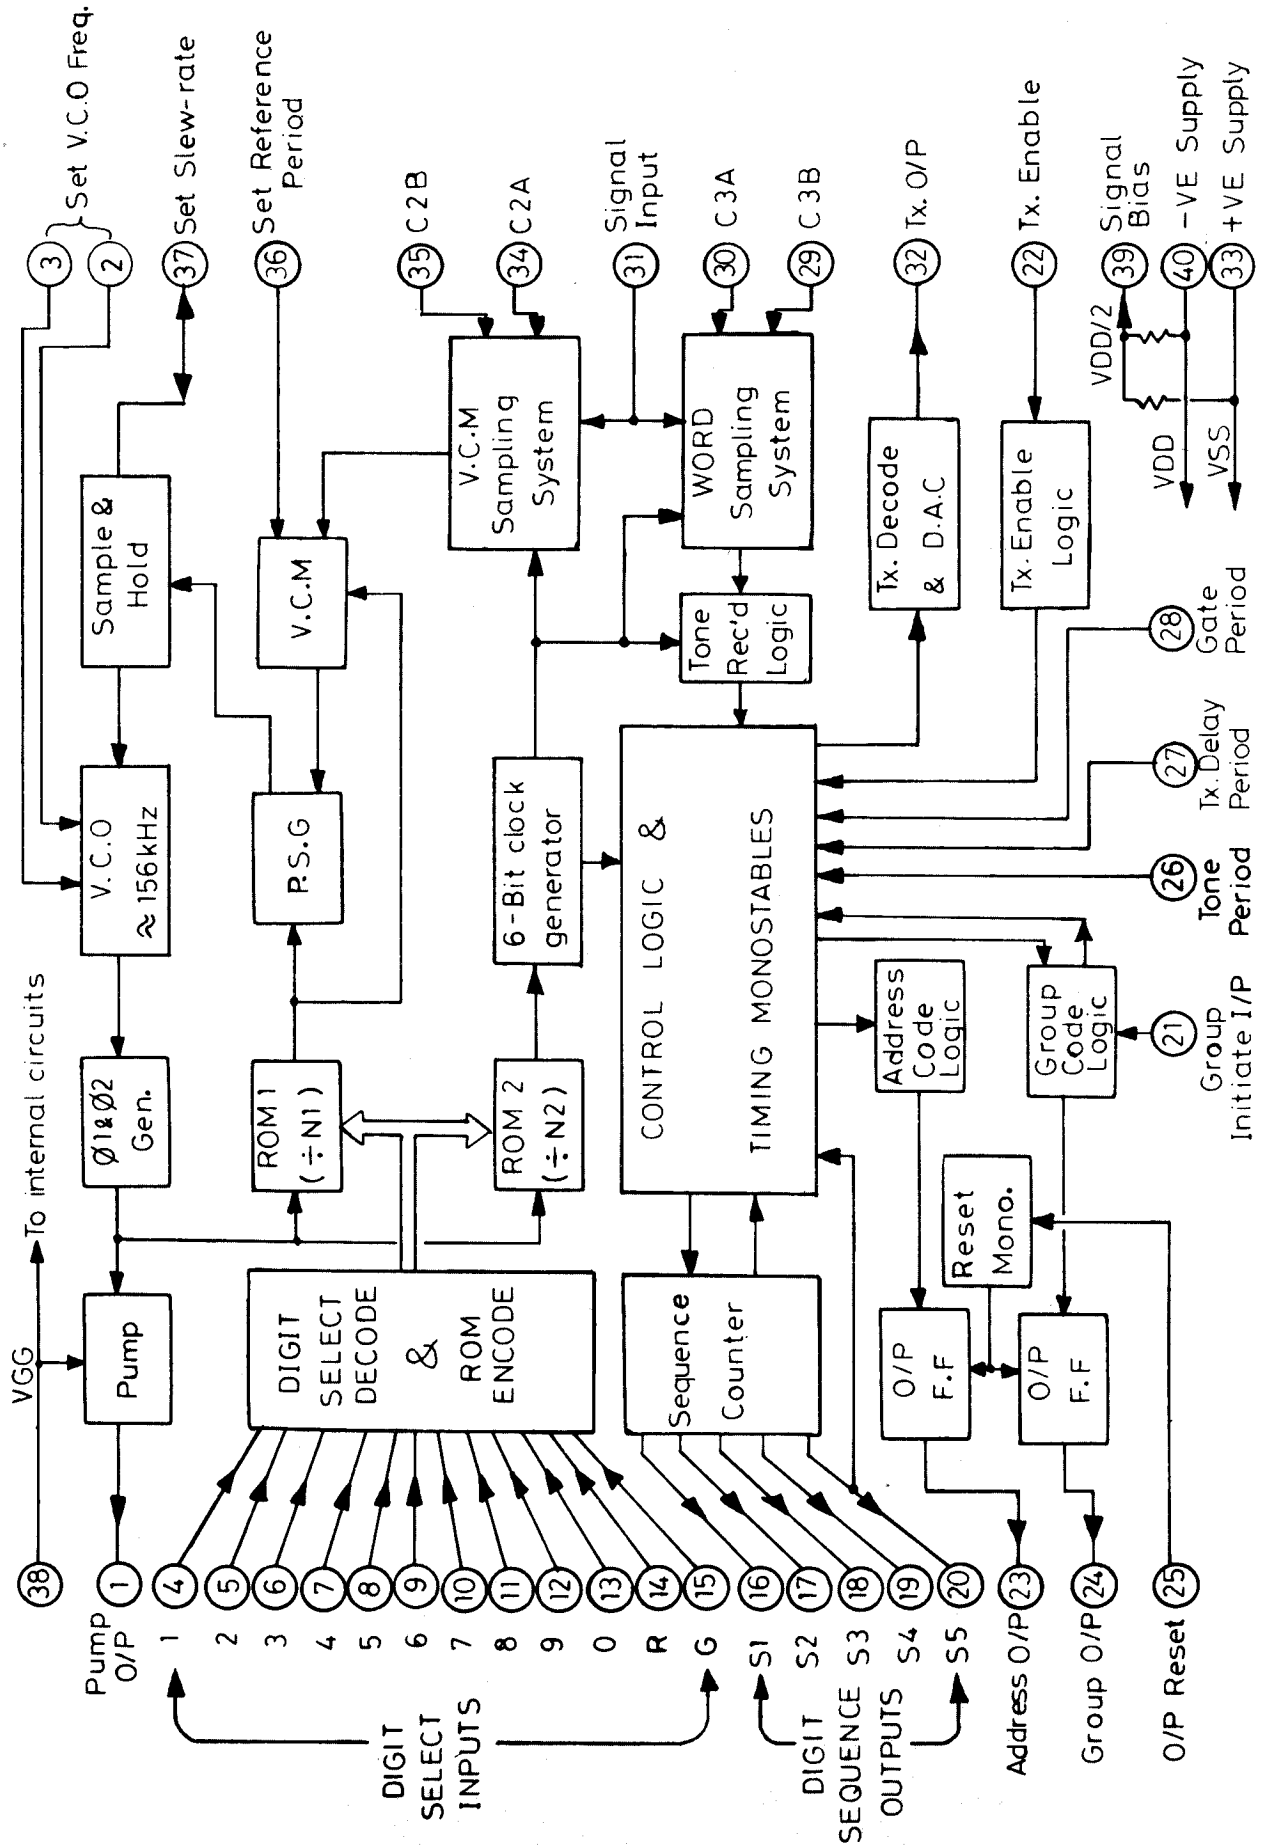 38
VGG
To internal circuits
3
2
Set V.C.O Freq.
Pump
O/P
1
Pump
Ø1&Ø2
Gen.
V.C.O
≈156kHz
Sample &
Hold
37
Set Slew-rate
DIGIT
SELECT
INPUTS
1
4
2
5
3
6
4
7
5
8
6
9
7
10
8
11
9
12
0
13
R
14
G
15
DIGIT
SELECT
DECODE
&
ROM
ENCODE
ROM 1
(÷N1)
P.S.G
V.C.M
36
Set Reference
Period
ROM 2
(÷N2)
6-Bit clock
generator
V.C.M
Sampling
System
35
C2B
34
C2A
31
Signal
Input
WORD
Sampling
System
30
C3A
29
C3B
Tone
Rec'd
Logic
DIGIT
SEQUENCE
OUTPUTS
S1
16
S2
17
S3
18
S4
19
S5
20
Sequence
Counter
CONTROL LOGIC &
TIMING MONOSTABLES
Tx. Decode
& D.A.C
32
Tx. O/P
Tx. Enable
Logic
22
Tx. Enable
Address O/P
23
O/P
F.F
Address
Code
Logic
Reset
Mono.
Group O/P
24
O/P
F.F
Group
Code
Logic
O/P Reset
25
21
Group
Initiate I/P
26
Tone
Period
27
Tx. Delay
Period
28
Gate
Period
VDD/2
39
Signal
Bias
VDD
40
-VE Supply
VSS
33
+VE Supply